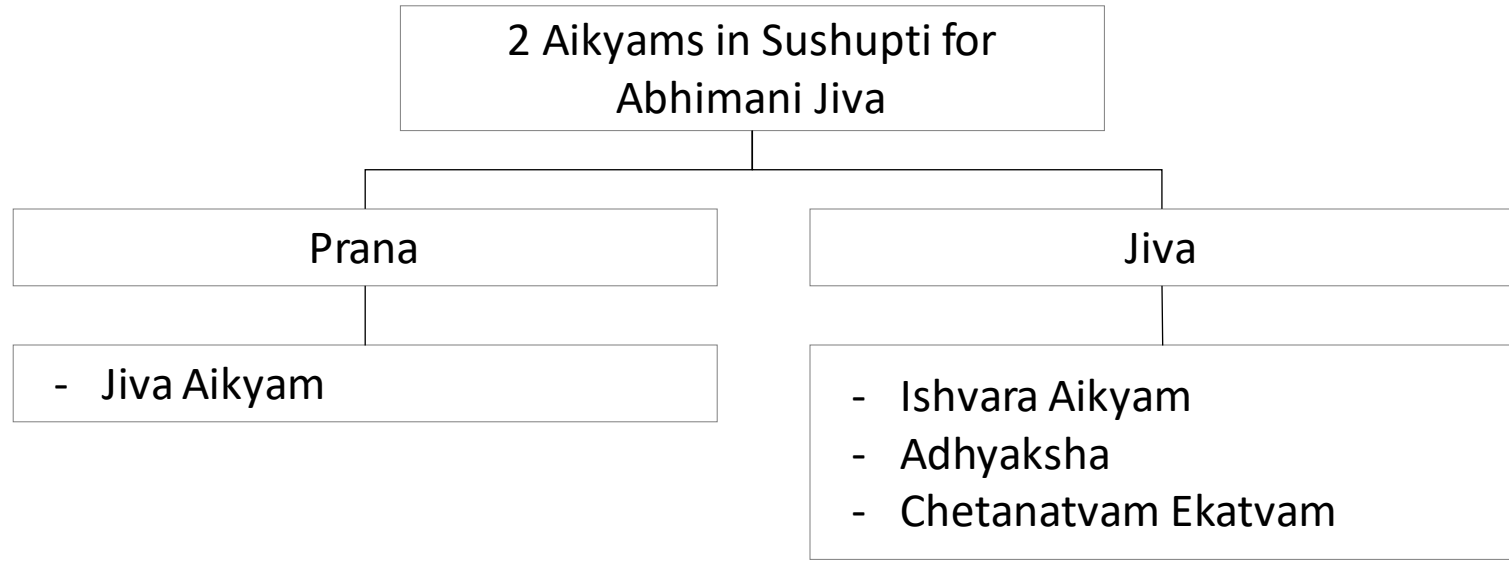 2 Aikyams in Sushupti for
Abhimani Jiva
Prana
Jiva
- Jiva Aikyam
- Ishvara Aikyam
- Adhyaksha
- Chetanatvam Ekatvam